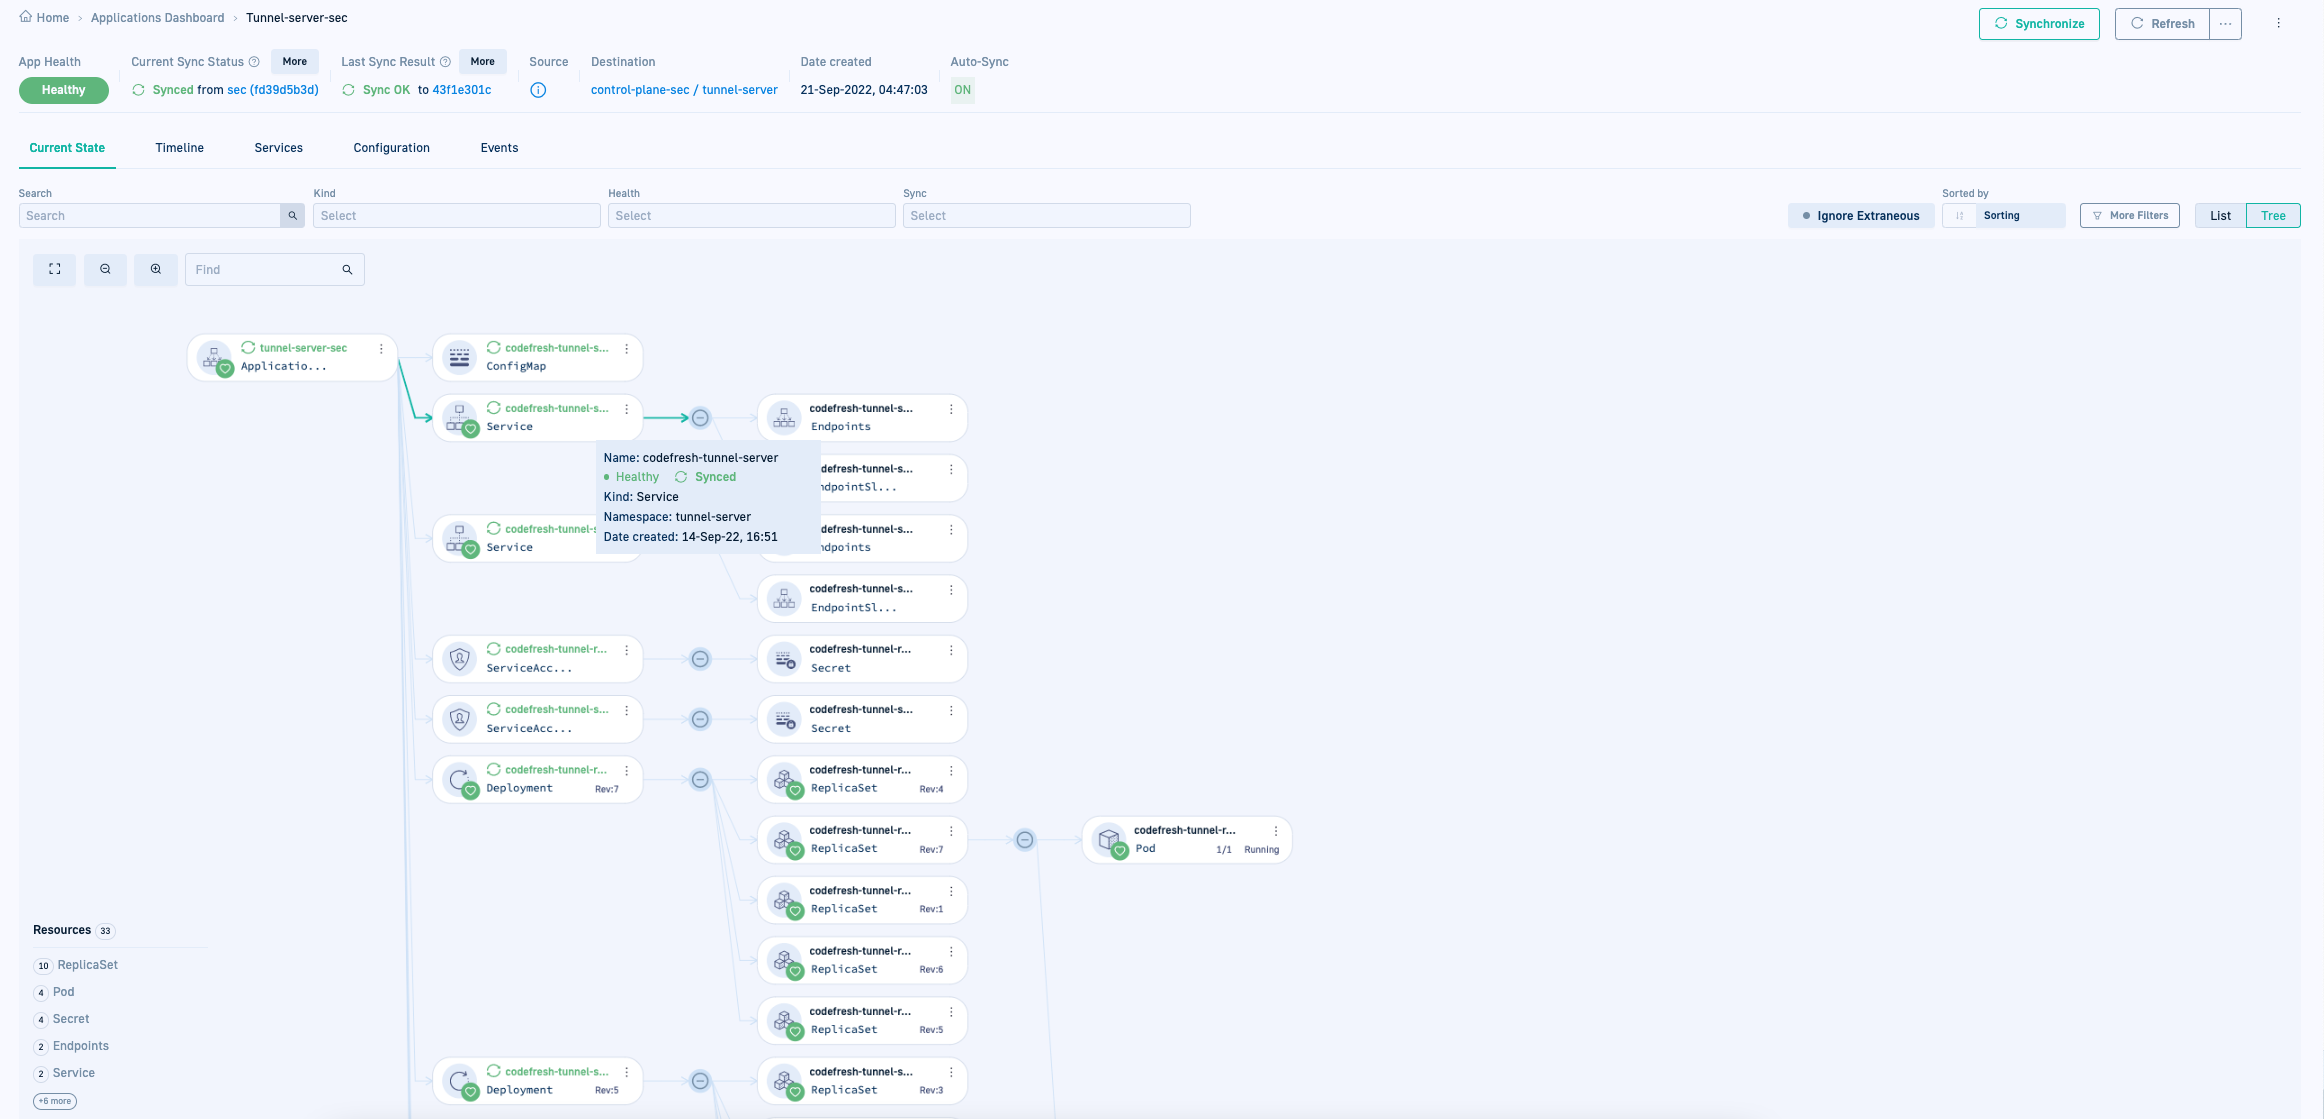 Home › Applications Dashboard › Tunnel-server-sec
Synchronize
Refresh
App Health
Healthy
Current Sync Status More
Synced from sec (fd39d5b3d)
Last Sync Result More
Sync OK to 43f1e301c
Source
Destination
control-plane-sec / tunnel-server
Date created
21-Sep-2022, 04:47:03
Auto-Sync
ON
Current State
Timeline
Services
Configuration
Events
Search
Search
Kind
Select
Health
Select
Sync
Select
Ignore Extraneous
Sorted by
Sorting
More Filters
List
Tree
Find
tunnel-server-sec
Applicatio...
codefresh-tunnel-s...
ConfigMap
codefresh-tunnel-s...
Service
codefresh-tunnel-s...
Endpoints
Name: codefresh-tunnel-server
Healthy Synced
Kind: Service
Namespace: tunnel-server
Date created: 14-Sep-22, 16:51
defresh-tunnel-s...
ndpointSl...
codefresh-tunnel-s
Service
defresh-tunnel-s...
ndpoints
codefresh-tunnel-s...
EndpointSl...
codefresh-tunnel-r...
ServiceAcc...
codefresh-tunnel-r...
Secret
codefresh-tunnel-s...
ServiceAcc...
codefresh-tunnel-s...
Secret
codefresh-tunnel-r...
Deployment Rev:7
codefresh-tunnel-r...
ReplicaSet Rev:4
codefresh-tunnel-r...
ReplicaSet Rev:7
codefresh-tunnel-r...
Pod 1/1 Running
codefresh-tunnel-r...
ReplicaSet Rev:1
codefresh-tunnel-r...
ReplicaSet Rev:6
codefresh-tunnel-r...
ReplicaSet Rev:5
codefresh-tunnel-s...
Deployment Rev:5
codefresh-tunnel-s...
ReplicaSet Rev:3
Resources 33
10 ReplicaSet
4 Pod
4 Secret
2 Endpoints
2 Service
+6 more